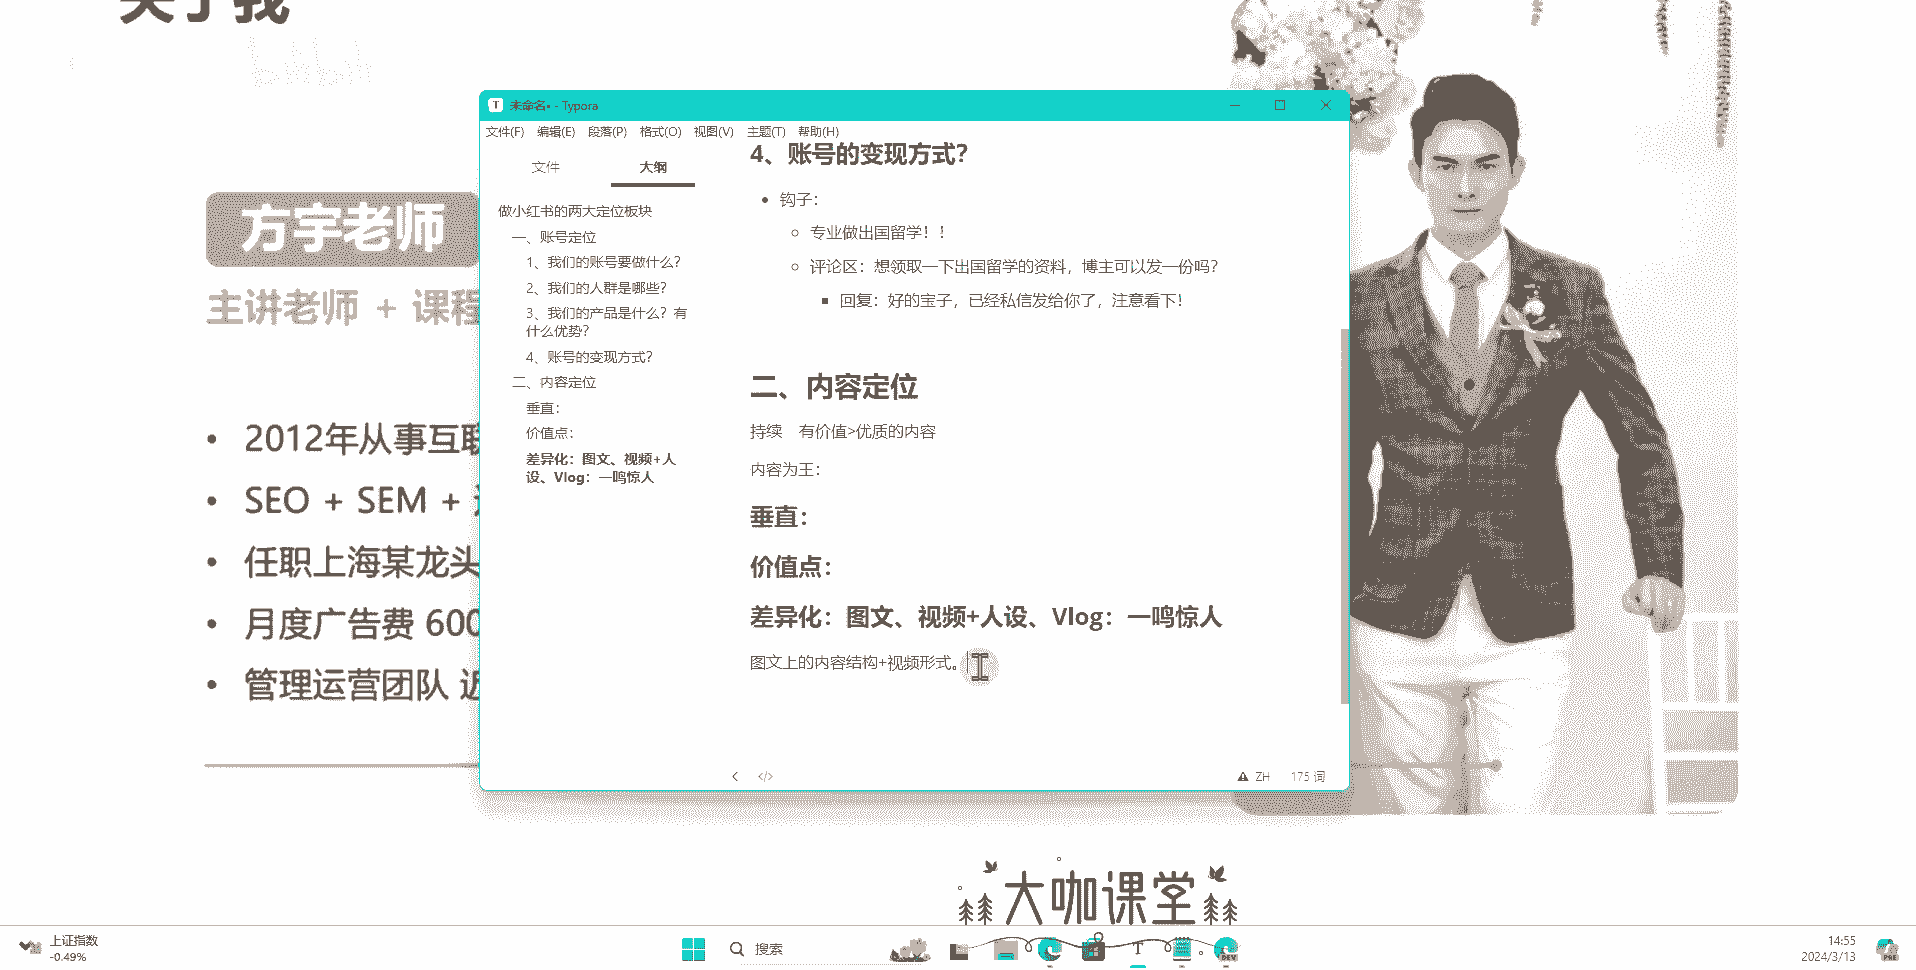 关于我
bilibili
未命名• - Typora
文件(F) 编辑(E) 段落(P) 格式(O) 视图(V) 主题(T) 帮助(H)
文件 大纲
做小红书的两大定位板块
一、账号定位
1、我们的账号要做什么？
2、我们的人群是哪些？
3、我们的产品是什么？有
什么优势？
4、账号的变现方式？
二、内容定位
垂直：
价值点：
差异化：图文、视频+人
设、Vlog：一鸣惊人
4、账号的变现方式？
• 钩子：
○ 专业做出国留学！！
○ 评论区：想领取一下出国留学的资料，博主可以发一份吗？
▪ 回复：好的宝子，已经私信发给你了，注意看下！
二、内容定位
持续 有价值>优质的内容
内容为王：
垂直：
价值点：
差异化：图文、视频+人设、Vlog：一鸣惊人
图文上的内容结构+视频形式。
ZH 175 词
方宇老师
主讲老师 + 课程
• 2012年从事互联
• SEO + SEM +
• 任职上海某龙头
• 月度广告费 600
• 管理运营团队 近
大咖课堂
上证指数
-0.49%
搜索
T
DEV
14:55
2024/3/13
PRE